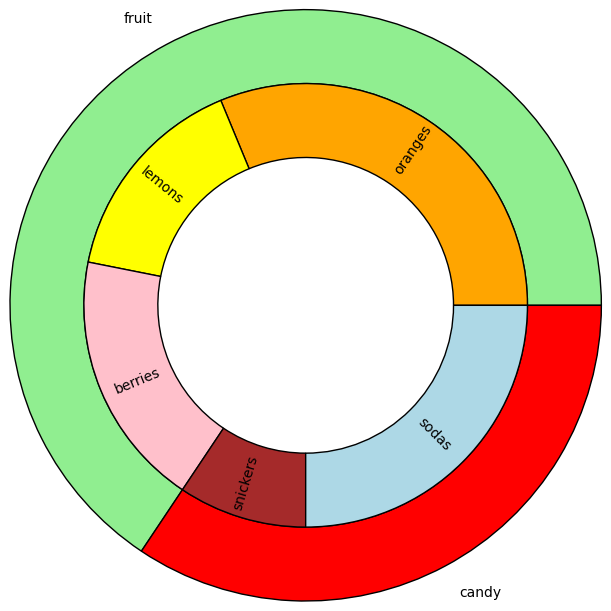 fruit
oranges
lemons
berries
snickers
sodas
candy